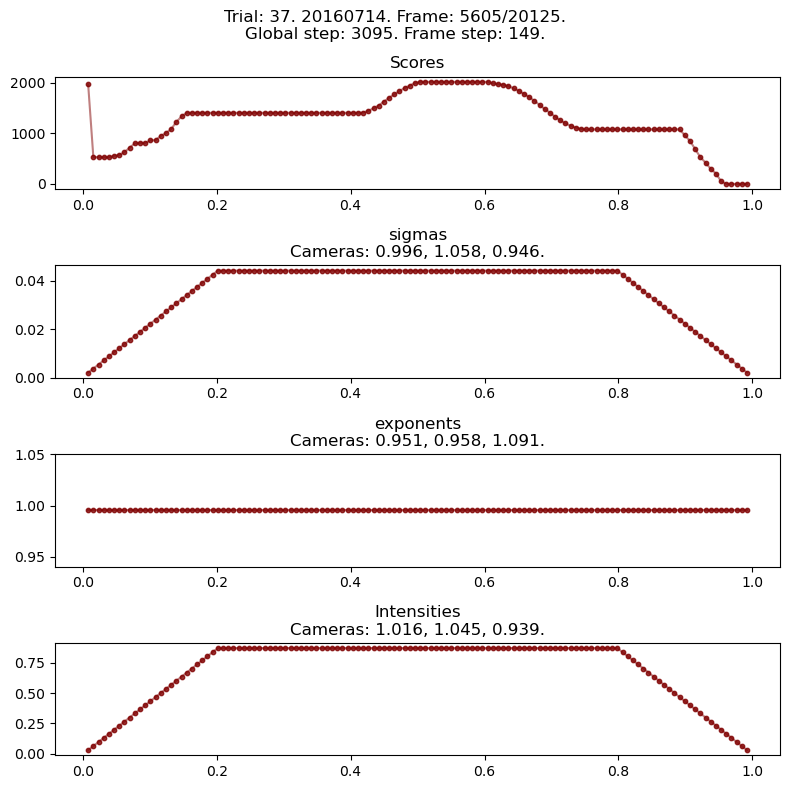 Trial: 37. 20160714. Frame: 5605/20125.
Global step: 3095. Frame step: 149.
Scores
2000
1000
0
0.0 0.2 0.4 0.6 0.8 1.0
sigmas
Cameras: 0.996, 1.058, 0.946.
0.04
0.02
0.00
0.0 0.2 0.4 0.6 0.8 1.0
exponents
Cameras: 0.951, 0.958, 1.091.
1.05
1.00
0.95
0.0 0.2 0.4 0.6 0.8 1.0
Intensities
Cameras: 1.016, 1.045, 0.939.
0.75
0.50
0.25
0.00
0.0 0.2 0.4 0.6 0.8 1.0